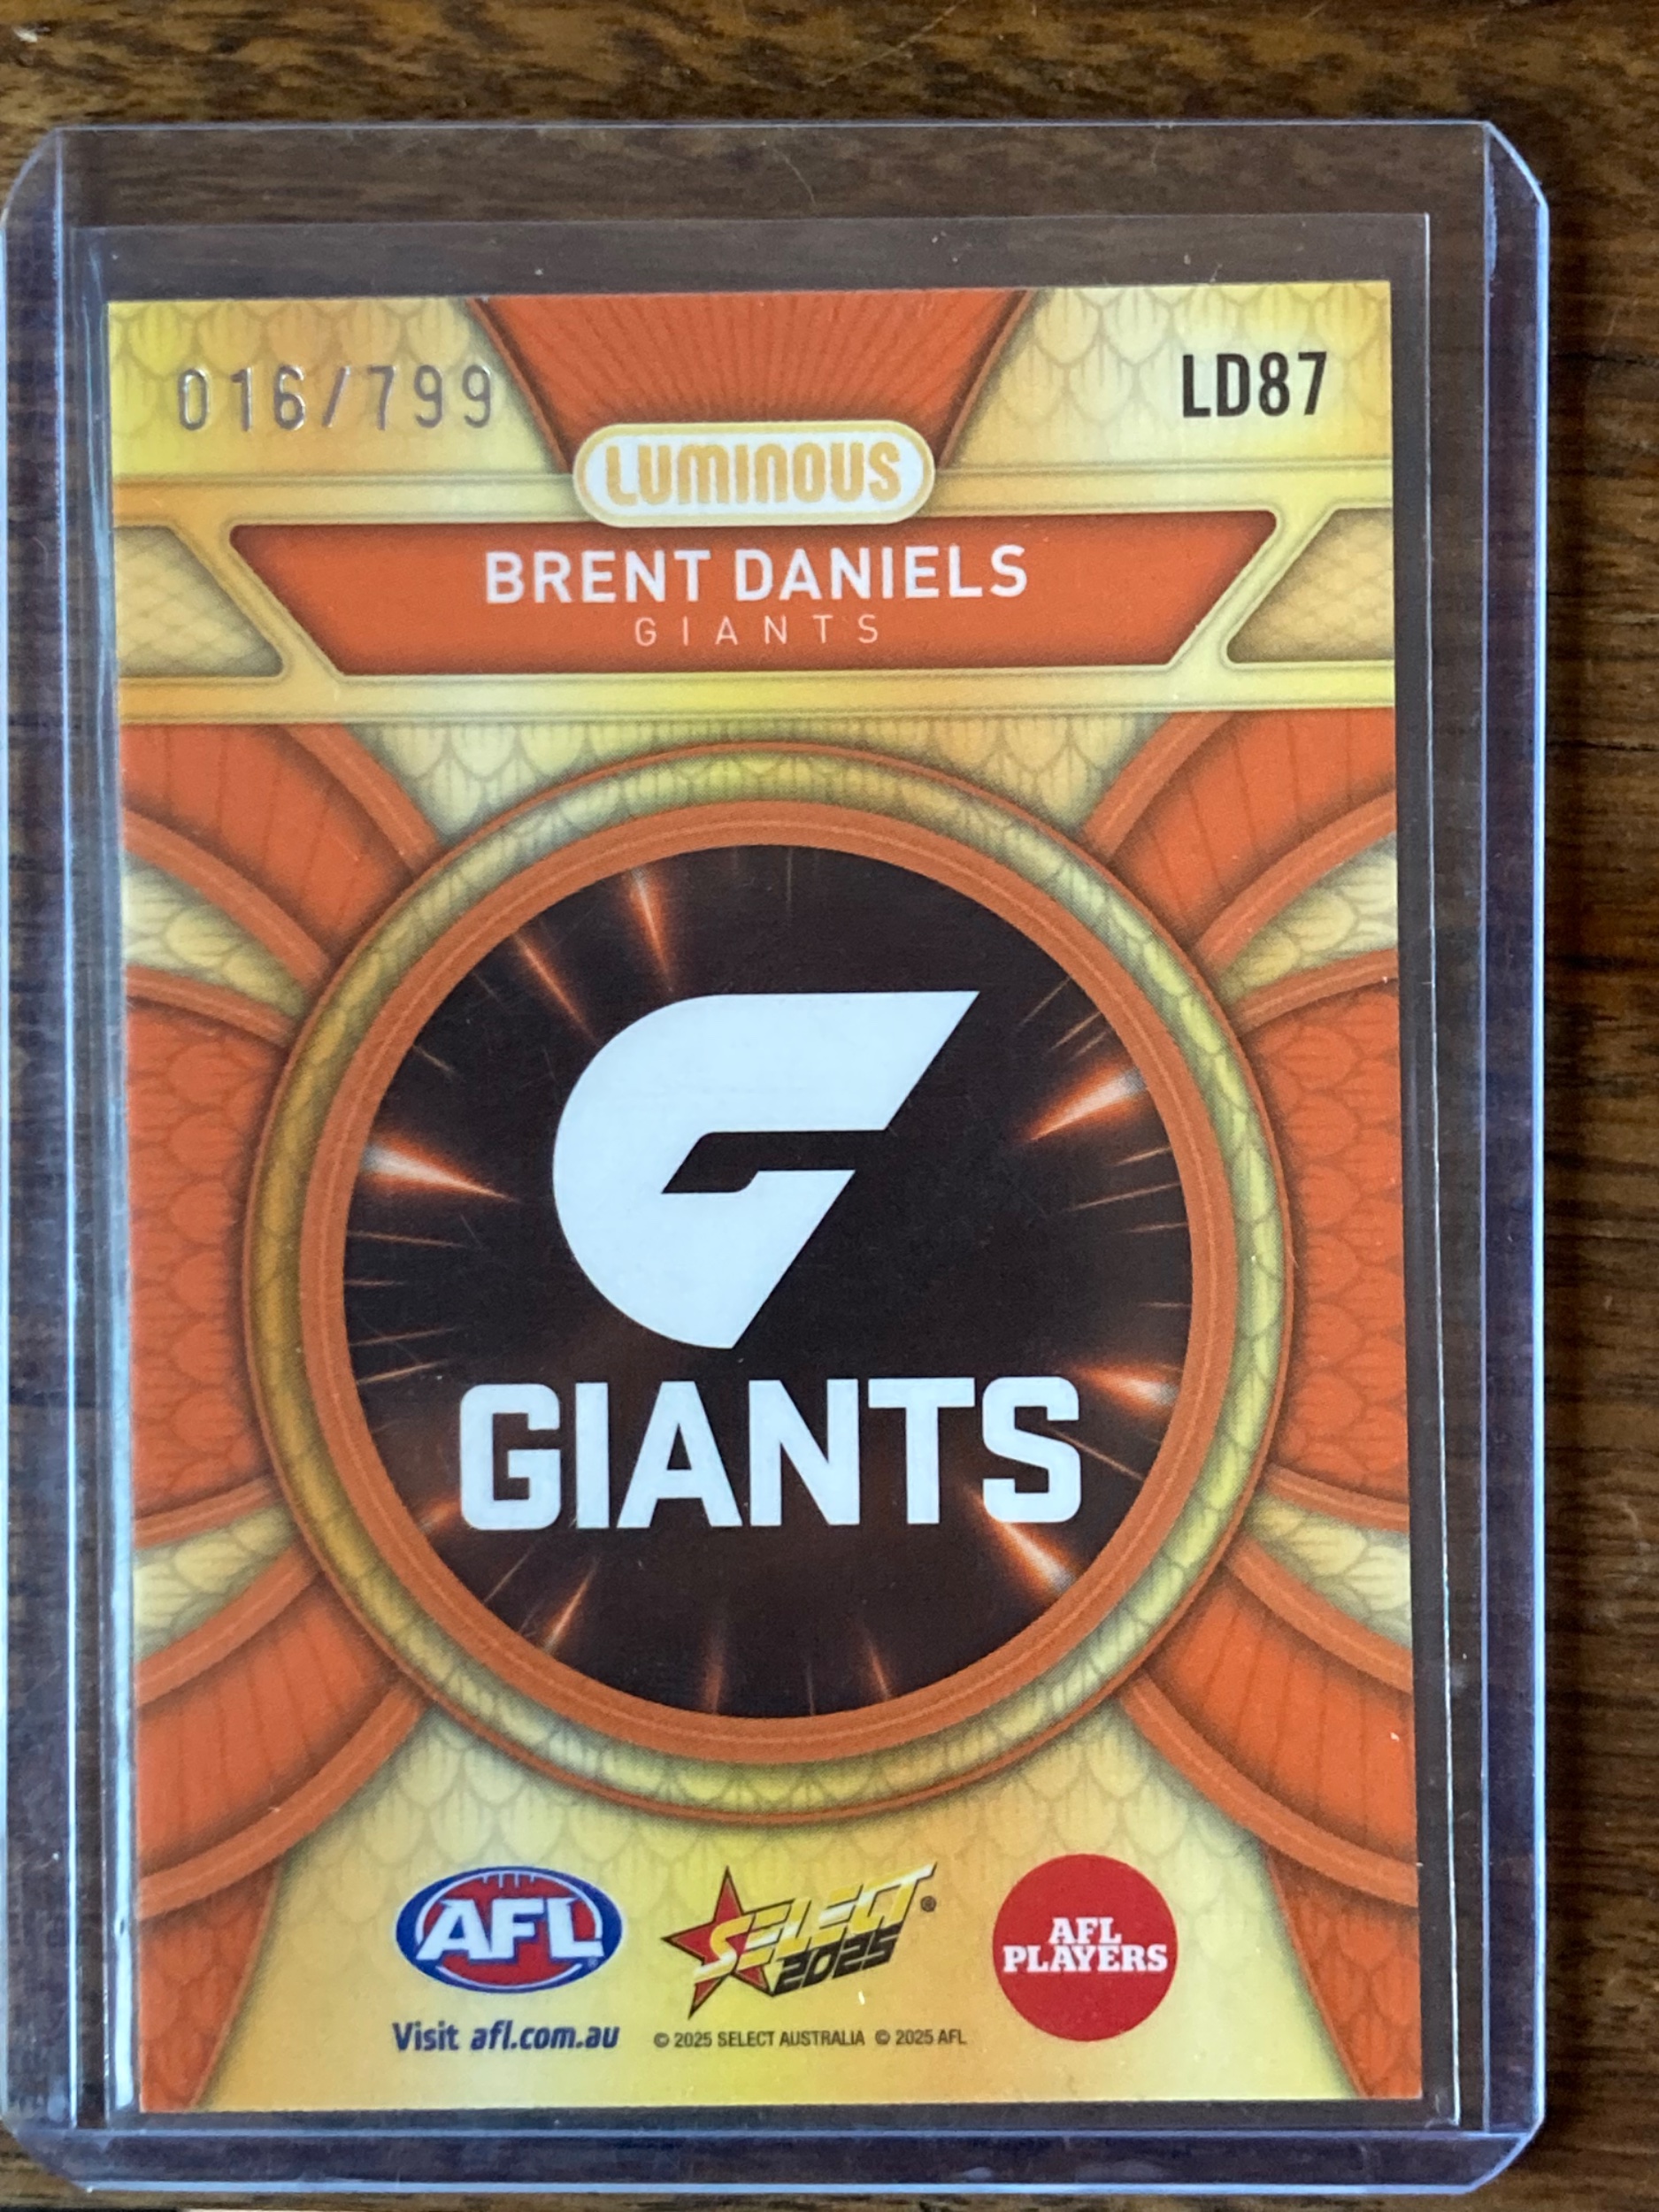 016/799
LD87
LUMINOUS
BRENT DANIELS
GIANTS
GIANTS
AFL
SELECT®
2025
AFL
PLAYERS
Visit afl.com.au
© 2025 SELECT AUSTRALIA © 2025 AFL